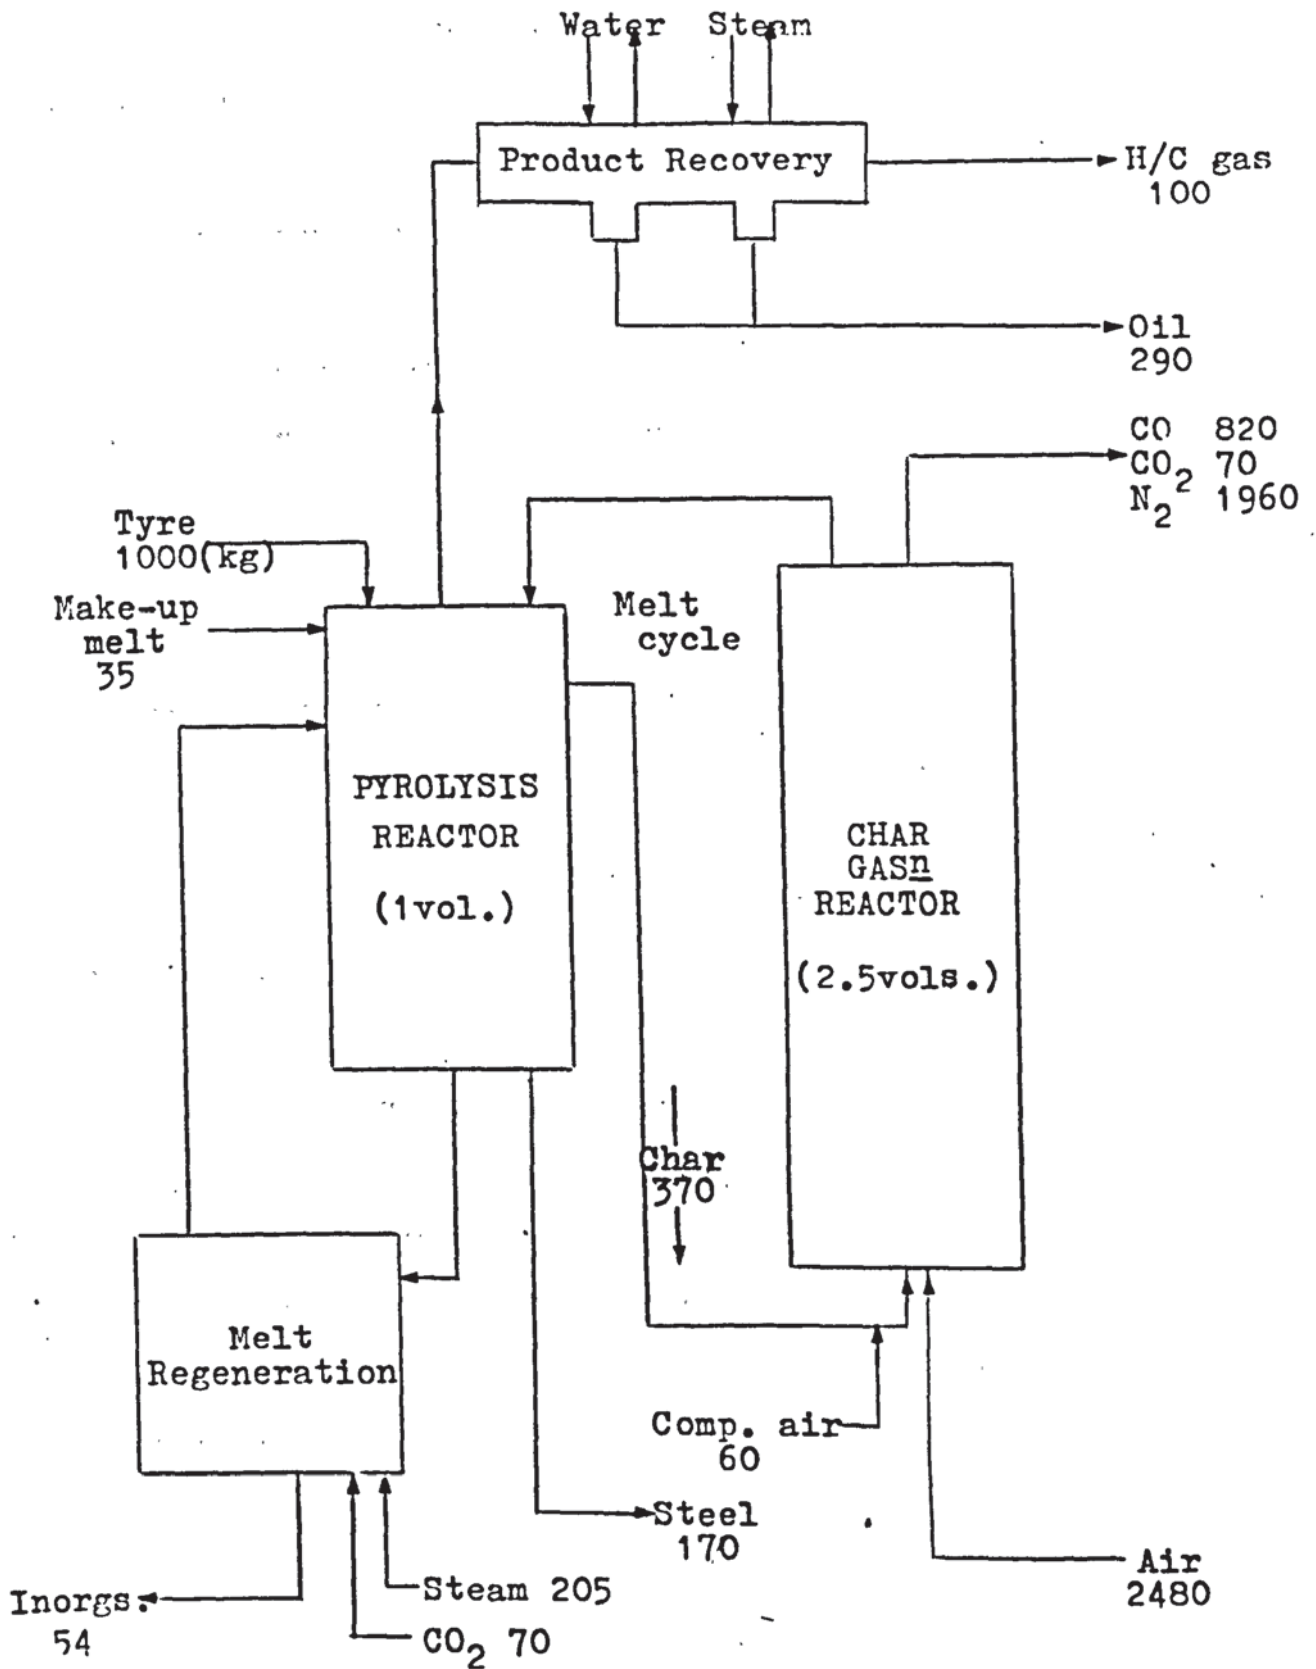 Water Steam
Product Recovery
H/C gas
100
Oil
290
CO 820
CO2 70
N2 1960
Tyre
1000(kg)
Make-up
melt
35
Melt
cycle
PYROLYSIS
REACTOR
(1vol.)
CHAR
GASn
REACTOR
(2.5vols.)
Char
370
Melt
Regeneration
Comp. air
60
Steel
170
Air
2480
Inorgs.
54
Steam 205
CO2 70